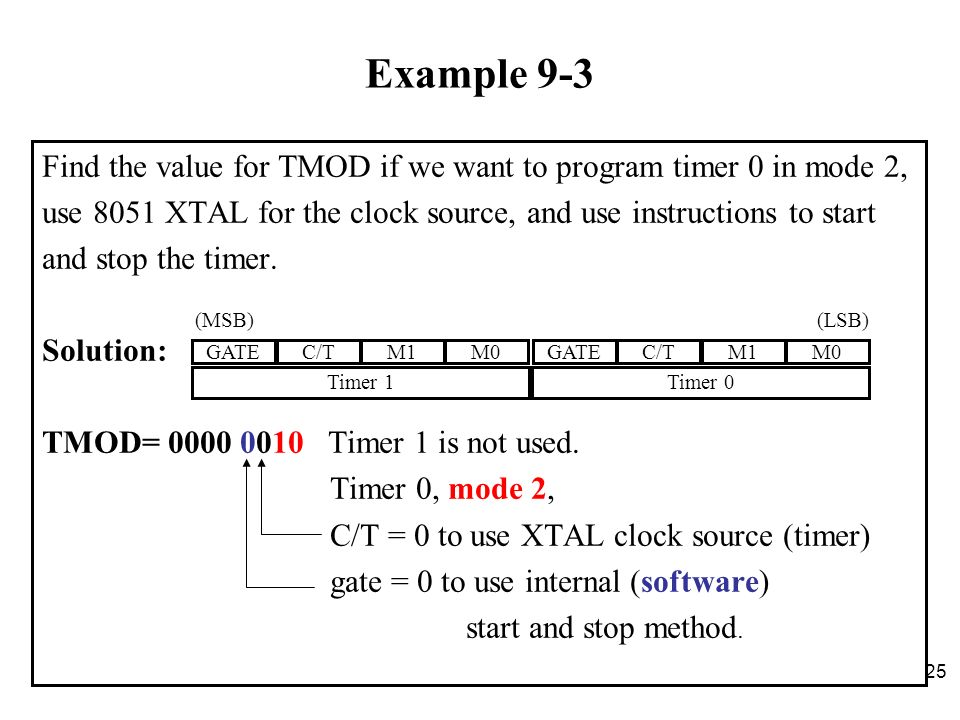 Example 9-3
Find the value for TMOD if we want to program timer 0 in mode 2,
use 8051 XTAL for the clock source, and use instructions to start
and stop the timer.
(MSB) (LSB)
Solution: GATE C/T M1 M0 GATE C/T M1 M0
Timer 1 Timer 0
TMOD= 0000 0010 Timer 1 is not used.
Timer 0, mode 2,
C/T = 0 to use XTAL clock source (timer)
gate = 0 to use internal (software)
start and stop method.
25